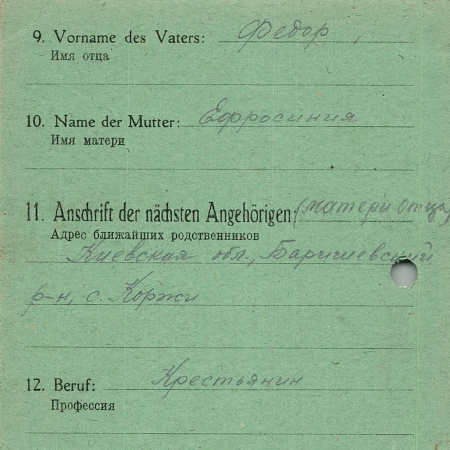 9. Vorname des Vaters: Федор
Имя отца
10. Name der Mutter: Ефросиния
Имя матери
11. Anschrift der nächsten Angehörigen: (матери отца)
Адрес ближайших родственников
Киевская обл., Баришевский
р-н, с. Коржи
12. Beruf: Крестьянин
Профессия